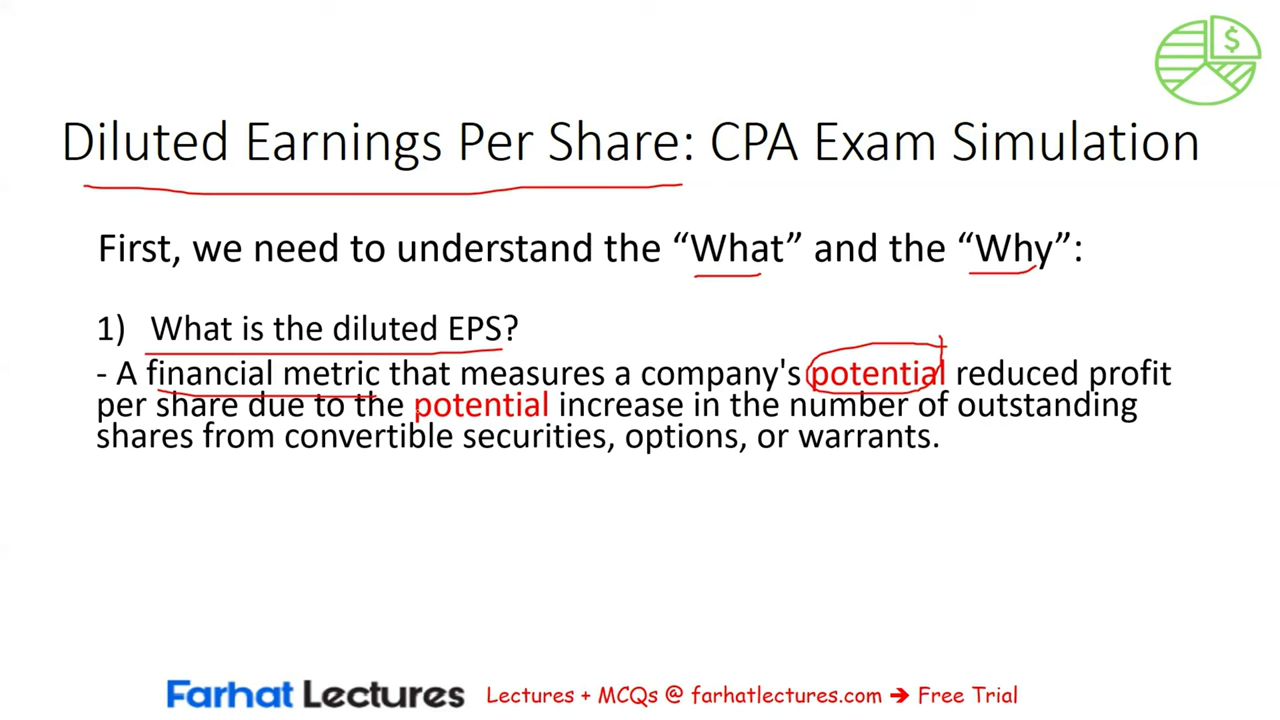 $
Diluted Earnings Per Share: CPA Exam Simulation
First, we need to understand the “What” and the “Why”:
1) What is the diluted EPS?
- A financial metric that measures a company's potential reduced profit
per share due to the potential increase in the number of outstanding
shares from convertible securities, options, or warrants.
Farhat Lectures Lectures + MCQs @ farhatlectures.com ➔ Free Trial